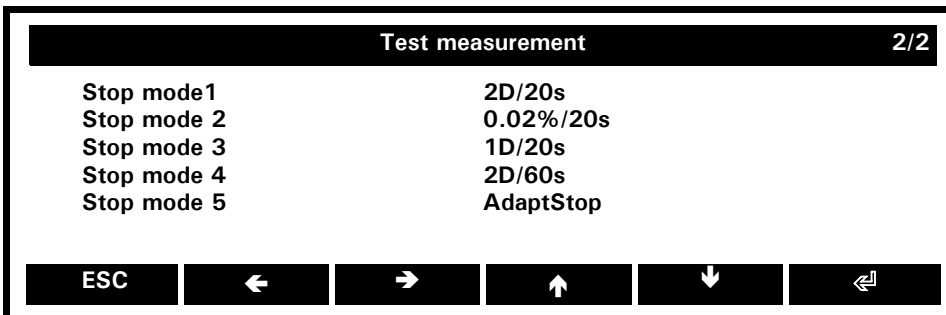 Test measurement 2/2
Stop mode1 2D/20s
Stop mode 2 0.02%/20s
Stop mode 3 1D/20s
Stop mode 4 2D/60s
Stop mode 5 AdaptStop
ESC ← → ↑ ↓ ↵